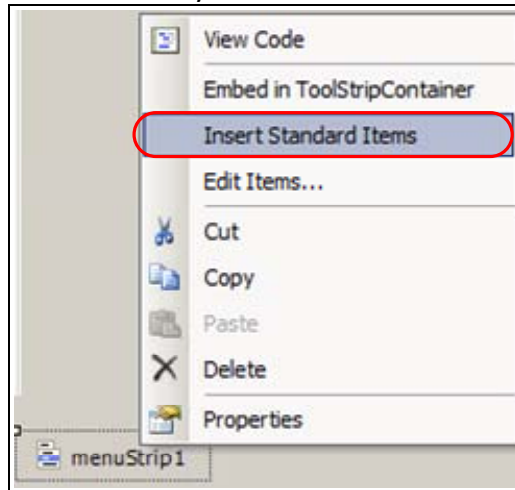 View Code
Embed in ToolStripContainer
Insert Standard Items
Edit Items...
Cut
Copy
Paste
Delete
Properties
menuStrip1